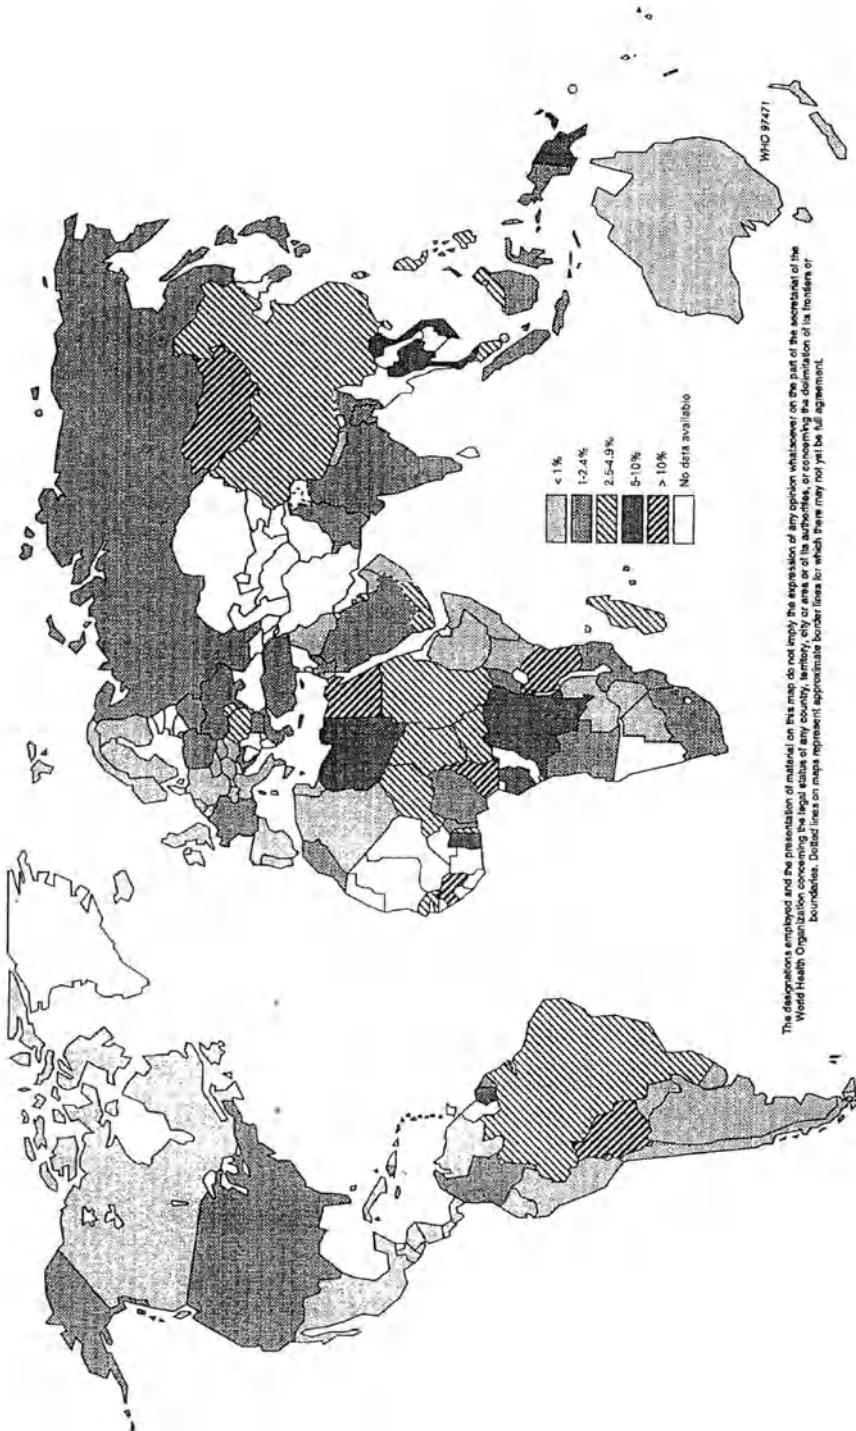 WHO 97471
< 1%
1-2.4%
2.5-4.9%
5-10%
> 10%
No data available
The designations employed and the presentation of material on this map do not imply the expression of any opinion whatsoever on the part of the secretariat of the
World Health Organization concerning the legal status of any country, territory, city or area or of its authorities, or concerning the delimitation of its frontiers or
boundaries. Dotted lines on maps represent approximate border lines for which there may not yet be full agreement.